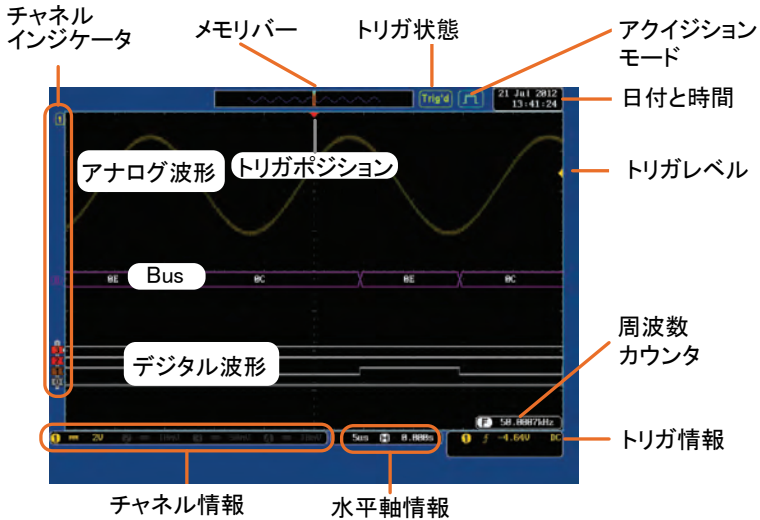 チャネル
インジケータ
メモリバー
トリガ状態
アクイジション
モード
Trig'd
21 Jul 2012
13:41:24
日付と時間
1
アナログ波形
トリガポジション
トリガレベル
0E
Bus
0C
0E
0C
デジタル波形
周波数
カウンタ
F 50.0007kHz
1 2V
5us H 0.000s
1 -4.64V DC
トリガ情報
チャネル情報
水平軸情報